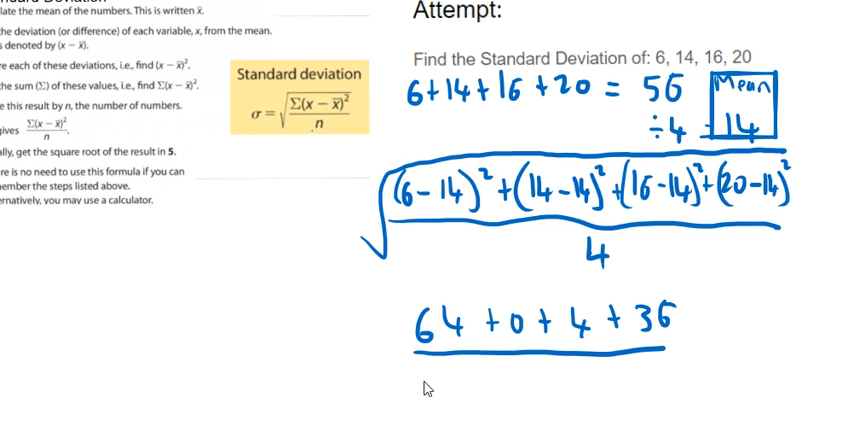 late the mean of the numbers. This is written x̄.
he deviation (or difference) of each variable, x, from the mean.
s denoted by (x – x̄).
re each of these deviations, i.e., find (x – x̄)².
he sum (Σ) of these values, i.e., find Σ(x – x̄)².
e this result by n, the number of numbers.
ives Σ(x – x̄)²/n.
lly, get the square root of the result in 5.
re is no need to use this formula if you can
ember the steps listed above.
ernatively, you may use a calculator.
Standard deviation
σ = √(Σ(x – x̄)²/n)
Attempt:
Find the Standard Deviation of: 6, 14, 16, 20
6+14+16+20 = 56
÷4
Mean
14
√((6-14)²+(14-14)²+(16-14)²+(20-14)²
4
64 + 0 + 4 + 36